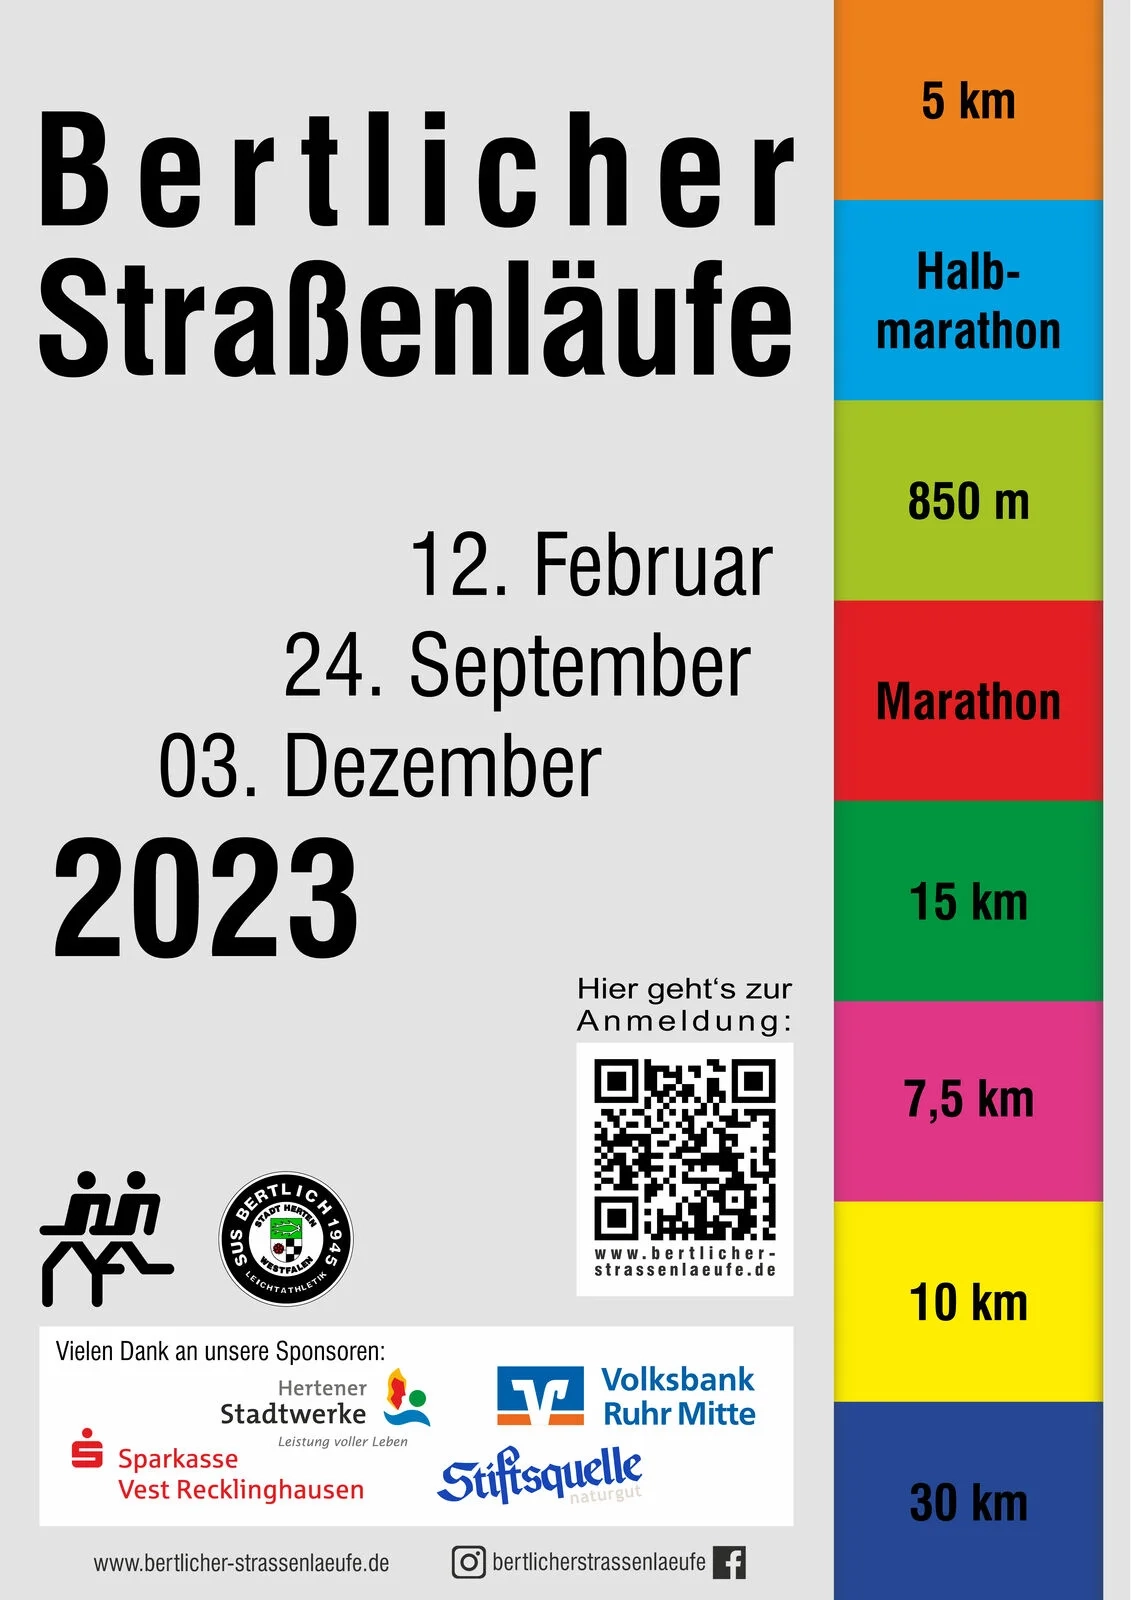 Bertlicher
Straßenläufe
12. Februar
24. September
03. Dezember
2023
Hier geht‘s zur
Anmeldung:
www.bertlicher-
strassenlaeufe.de
SUS BERTLICH 1945
STADT HERTEN
WESTFALEN
LEICHTATHLETIK
Vielen Dank an unsere Sponsoren:
Hertener
Stadtwerke
Leistung voller Leben
Volksbank
Ruhr Mitte
Sparkasse
Vest Recklinghausen
Stiftsquelle
naturgut
www.bertlicher-strassenlaeufe.de
bertlicherstrassenlaeufe
5 km
Halb-
marathon
850 m
Marathon
15 km
7,5 km
10 km
30 km